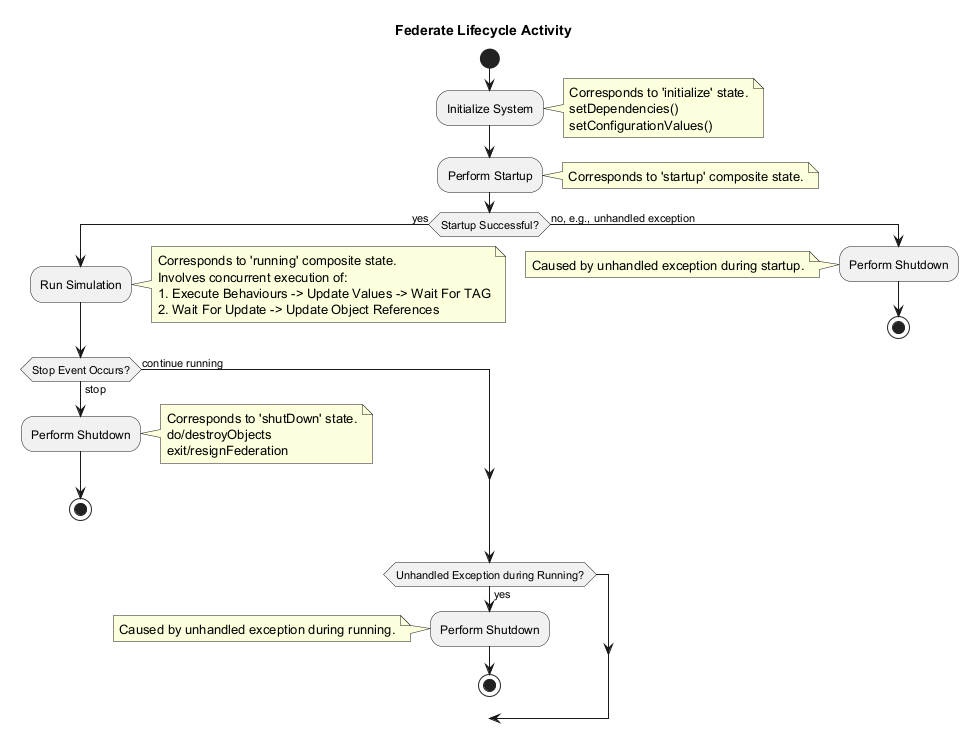 Federate Lifecycle Activity
Initialize System
Corresponds to 'initialize' state.
setDependencies()
setConfigurationValues()
Perform Startup
Corresponds to 'startup' composite state.
Startup Successful?
yes
no, e.g., unhandled exception
Run Simulation
Corresponds to 'running' composite state.
Involves concurrent execution of:
1. Execute Behaviours -> Update Values -> Wait For TAG
2. Wait For Update -> Update Object References
Caused by unhandled exception during startup.
Perform Shutdown
Stop Event Occurs?
continue running
stop
Perform Shutdown
Corresponds to 'shutDown' state.
do/destroyObjects
exit/resignFederation
Unhandled Exception during Running?
yes
Caused by unhandled exception during running.
Perform Shutdown